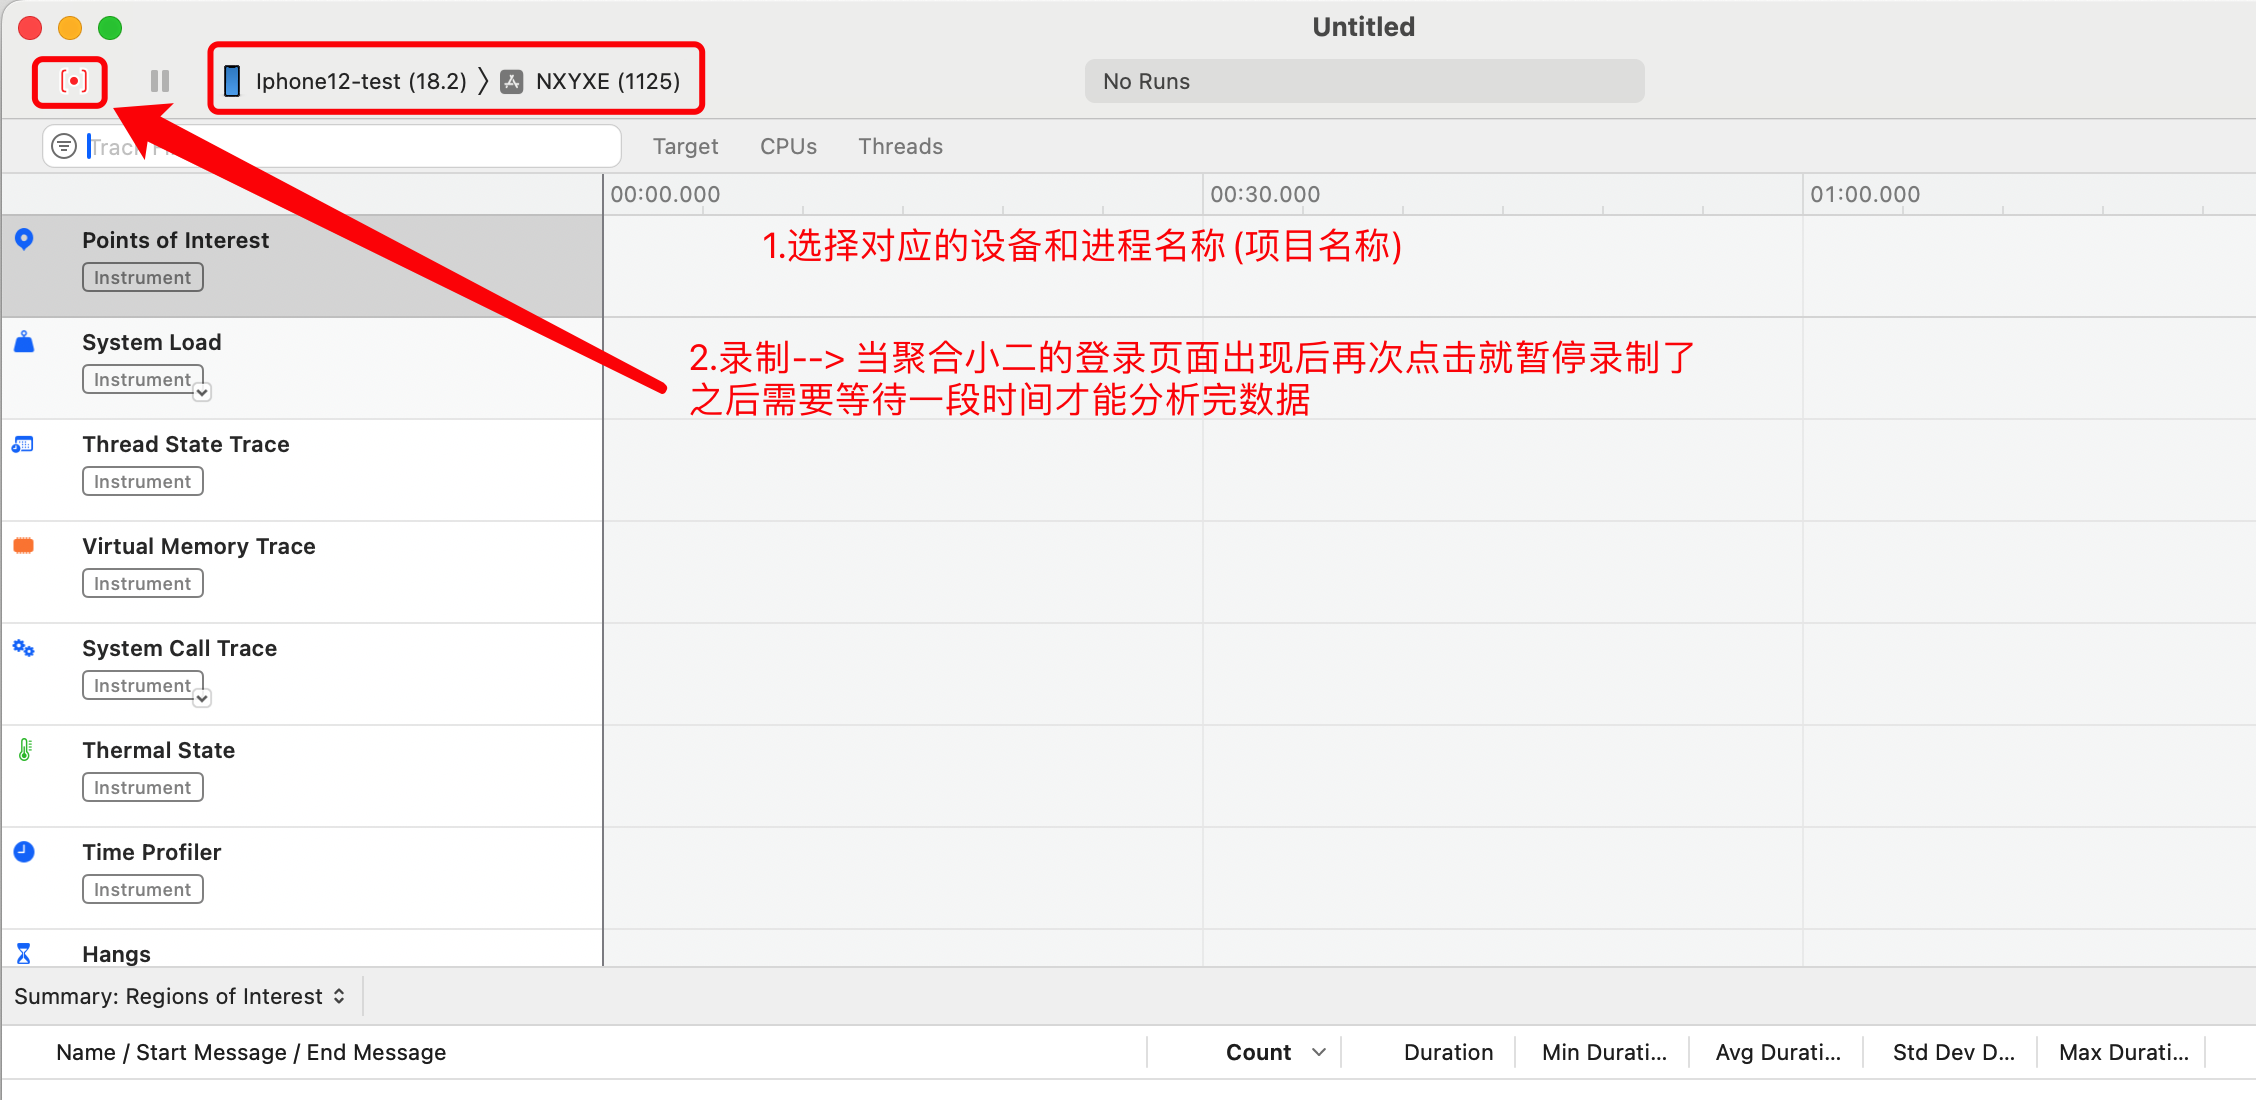 Untitled
Iphone12-test (18.2) 〉 NXYXE (1125)
No Runs
Target CPUs Threads
00:00.000 00:30.000 01:00.000
Points of Interest
Instrument
1.选择对应的设备和进程名称(项目名称)
System Load
Instrument
2.录制--> 当聚合小二的登录页面出现后再次点击就暂停录制了
之后需要等待一段时间才能分析完数据
Thread State Trace
Instrument
Virtual Memory Trace
Instrument
System Call Trace
Instrument
Thermal State
Instrument
Time Profiler
Instrument
Hangs
Summary: Regions of Interest
Name / Start Message / End Message Count Duration Min Durati... Avg Durati... Std Dev D... Max Durati...